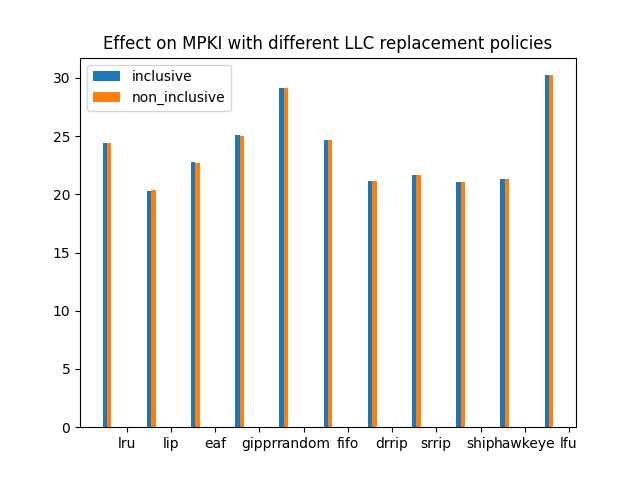 Effect on MPKI with different LLC replacement policies
inclusive
non_inclusive
30
25
20
15
10
5
0
lru lip eaf gippr random fifo drrip srrip ship hawkeye lfu